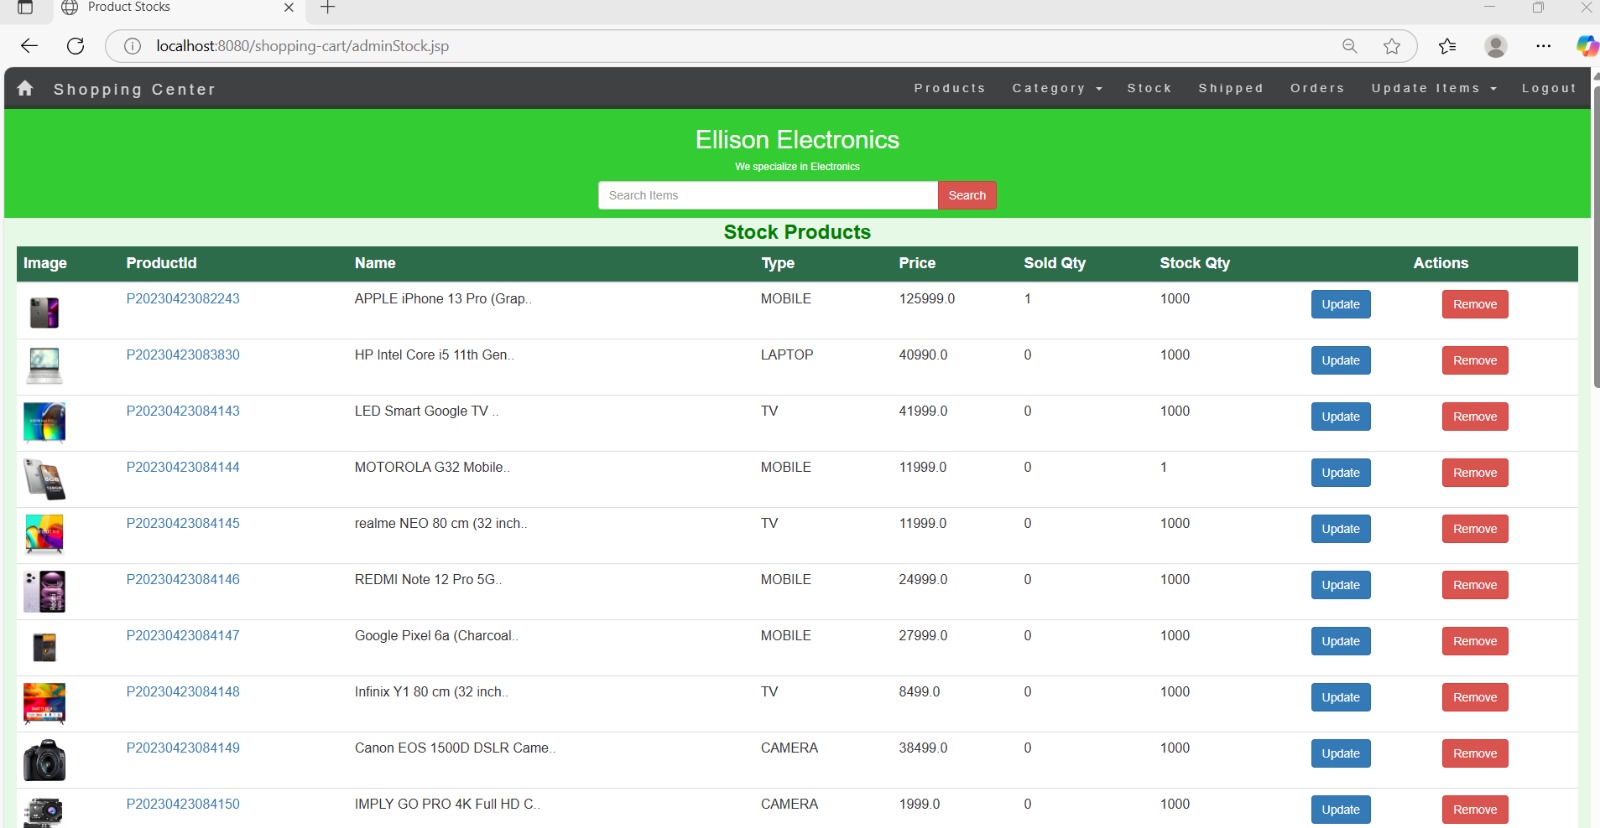 Product Stocks
localhost:8080/shopping-cart/adminStock.jsp
Shopping Center Products Category Stock Shipped Orders Update Items Logout
Ellison Electronics
We specialize in Electronics
Search Items Search
Stock Products
Image ProductId Name Type Price Sold Qty Stock Qty Actions
P20230423082243 APPLE iPhone 13 Pro (Grap.. MOBILE 125999.0 1 1000 Update Remove
P20230423083830 HP Intel Core i5 11th Gen.. LAPTOP 40990.0 0 1000 Update Remove
P20230423084143 LED Smart Google TV .. TV 41999.0 0 1000 Update Remove
P20230423084144 MOTOROLA G32 Mobile.. MOBILE 11999.0 0 1 Update Remove
P20230423084145 realme NEO 80 cm (32 inch.. TV 11999.0 0 1000 Update Remove
P20230423084146 REDMI Note 12 Pro 5G.. MOBILE 24999.0 0 1000 Update Remove
P20230423084147 Google Pixel 6a (Charcoal.. MOBILE 27999.0 0 1000 Update Remove
P20230423084148 Infinix Y1 80 cm (32 inch.. TV 8499.0 0 1000 Update Remove
P20230423084149 Canon EOS 1500D DSLR Came.. CAMERA 38499.0 0 1000 Update Remove
P20230423084150 IMPLY GO PRO 4K Full HD C.. CAMERA 1999.0 0 1000 Update Remove